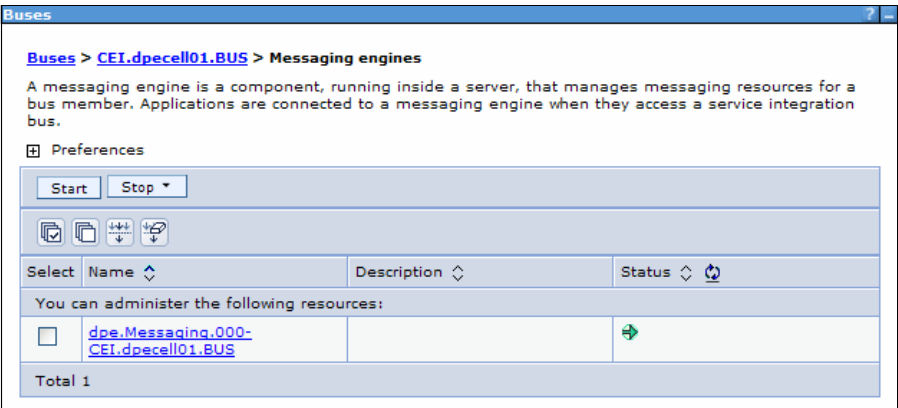 Buses ? _
Buses > CEI.dpecell01.BUS > Messaging engines
A messaging engine is a component, running inside a server, that manages messaging resources for a
bus member. Applications are connected to a messaging engine when they access a service integration
bus.
Preferences
Start Stop
Select Name Description Status
You can administer the following resources:
dpe.Messaging.000-
CEI.dpecell01.BUS
Total 1